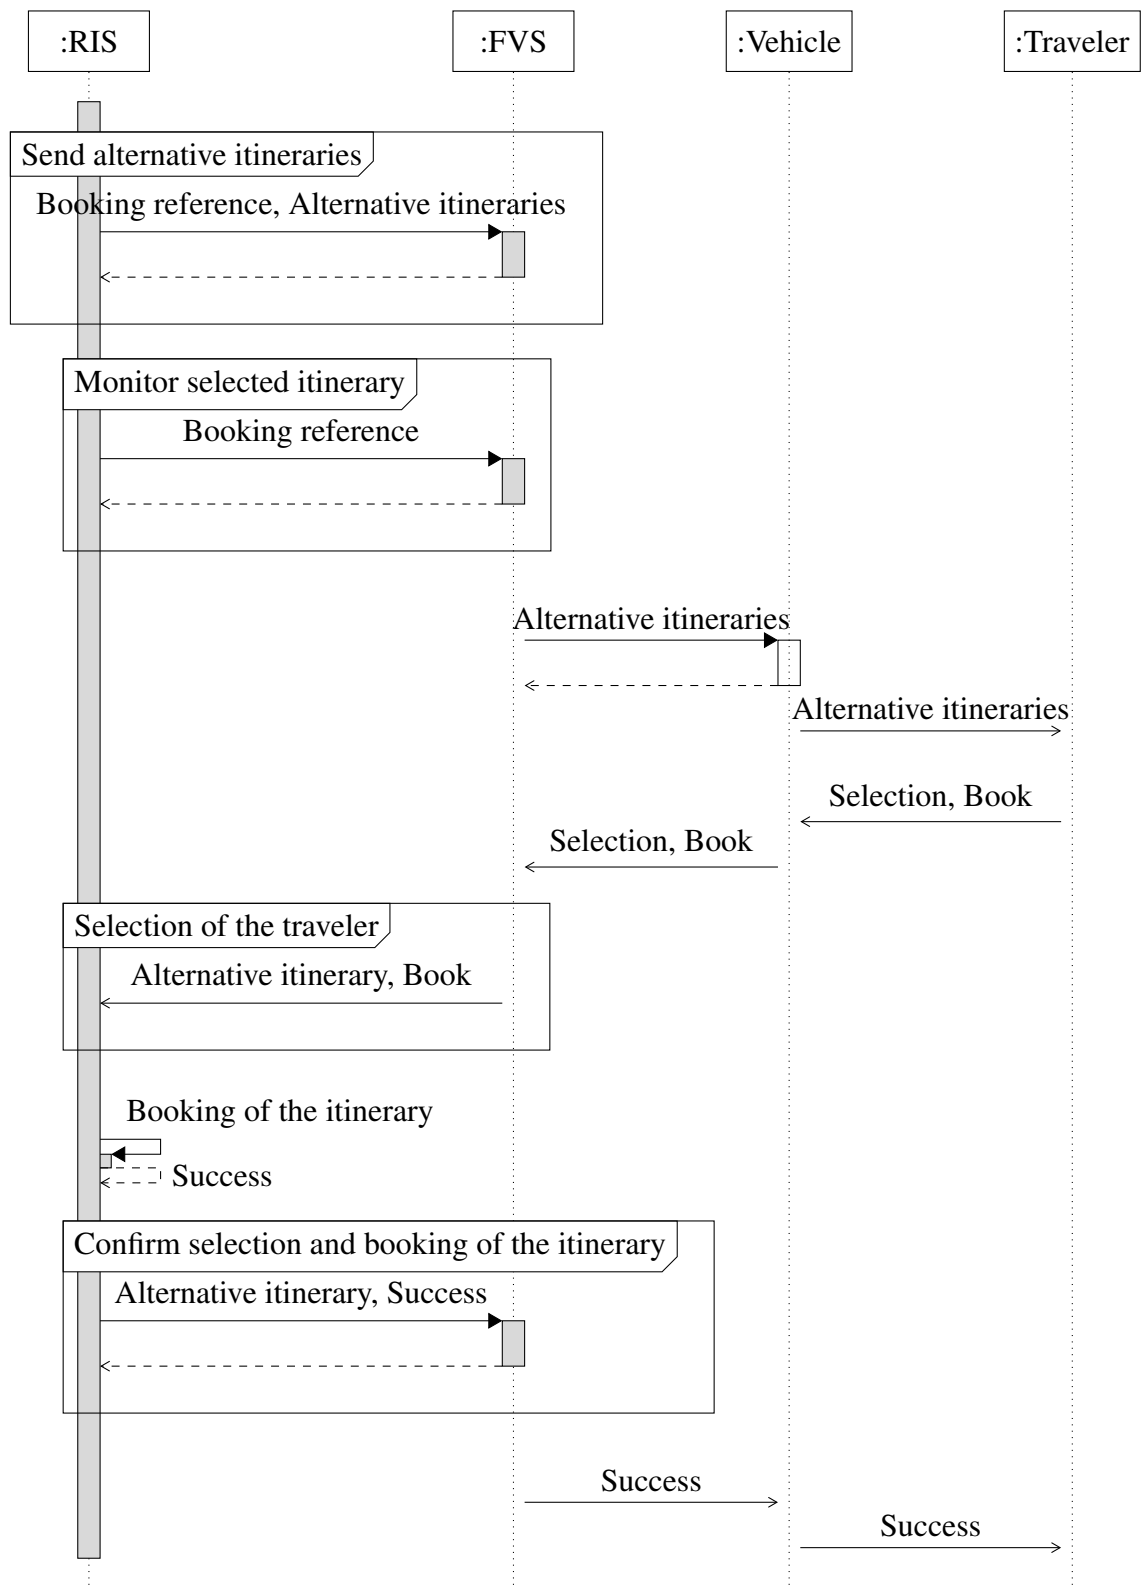 :RIS
:FVS
:Vehicle
:Traveler
Send alternative itineraries
Booking reference, Alternative itineraries
Monitor selected itinerary
Booking reference
Alternative itineraries
Alternative itineraries
Selection, Book
Selection, Book
Selection of the traveler
Alternative itinerary, Book
Booking of the itinerary
Success
Confirm selection and booking of the itinerary
Alternative itinerary, Success
Success
Success